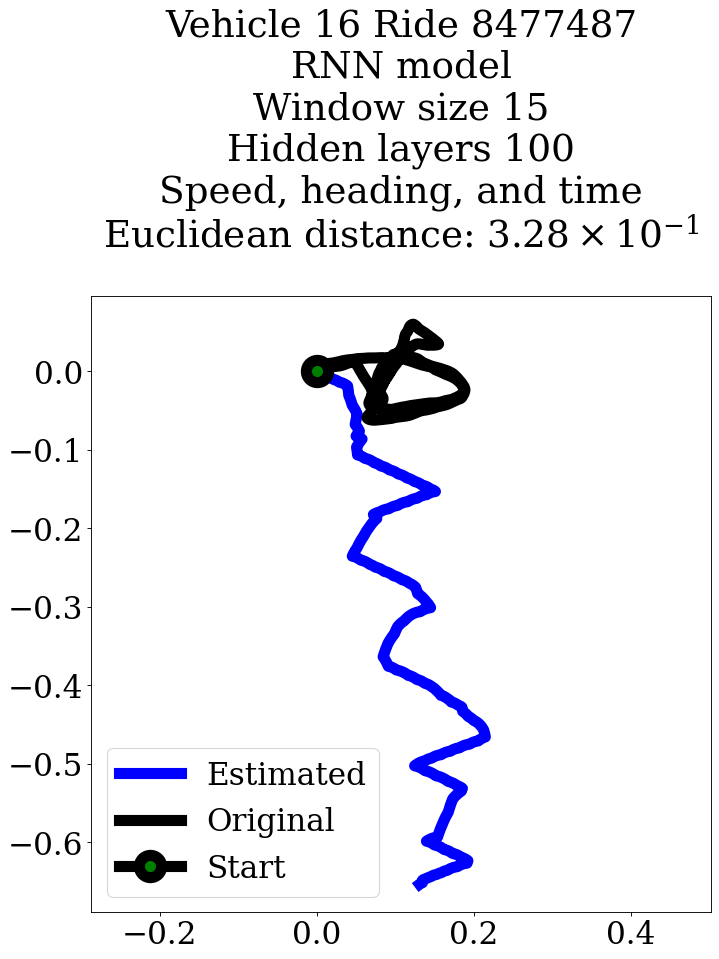 Vehicle 16 Ride 8477487
RNN model
Window size 15
Hidden layers 100
Speed, heading, and time
Euclidean distance: 3.28 × 10⁻¹
0.0
−0.1
−0.2
−0.3
−0.4
−0.5
−0.6
Estimated
Original
Start
−0.2 0.0 0.2 0.4